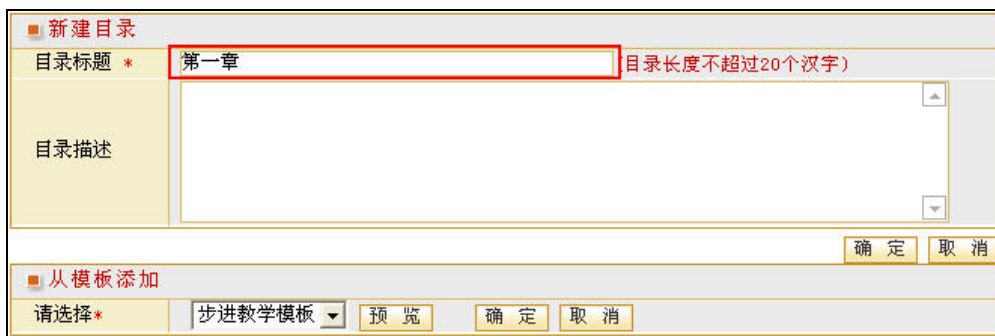 新建目录
目录标题 * 第一章 (目录长度不超过20个汉字)
目录描述
确 定 取 消
从模板添加
请选择* 步进教学模板 预 览 确 定 取 消